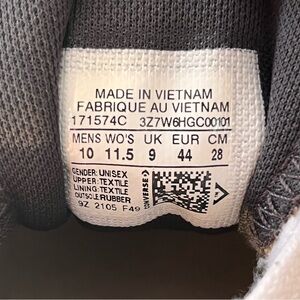 MADE IN VIETNAM
FABRIQUE AU VIETNAM
171574C 3Z7W6HGC00101
MENS WO'S UK EUR CM
10 11.5 9 44 28
GENDER: UNISEX
UPPER: TEXTILE
LINING: TEXTILE
OUTSOLE: RUBBER
9Z 2105 F49
CONVERSE